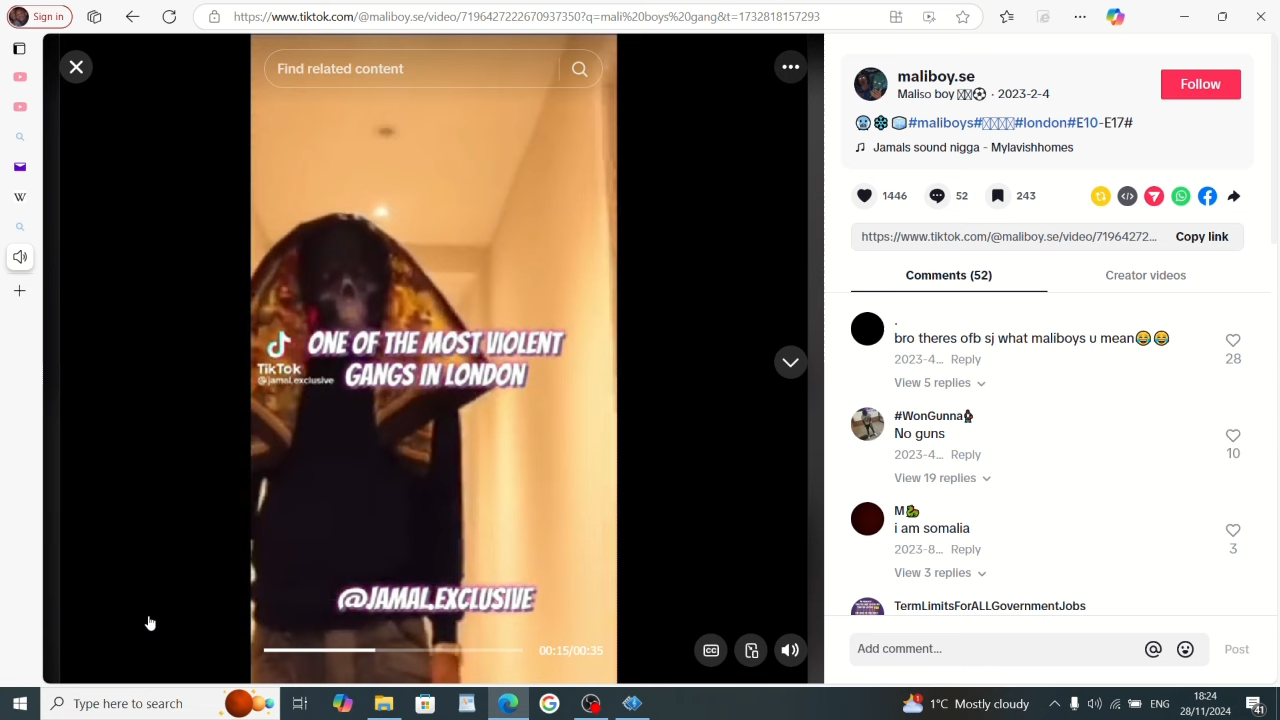 Sign in
https://www.tiktok.com/@maliboy.se/video/7196427222670937350?q=mali%20boys%20gang&t=1732818157293
Find related content
ONE OF THE MOST VIOLENT
GANGS IN LONDON
TikTok
@jamal.exclusive
@JAMAL.EXCLUSIVE
00:15/00:35
maliboy.se
Follow
Maliso boy ⚽ · 2023-2-4
🥶❄🧊#maliboys##london#E10-E17#
♫ Jamals sound nigga - Mylavishhomes
1446
52
243
https://www.tiktok.com/@maliboy.se/video/71964272...
Copy link
Comments (52)
Creator videos
.
bro theres ofb sj what maliboys u mean😂😂
28
2023-4... Reply
View 5 replies
#WonGunna
No guns
10
2023-4... Reply
View 19 replies
M
i am somalia
3
2023-8... Reply
View 3 replies
TermLimitsForALLGovernmentJobs
Add comment...
Post
Type here to search
1
1°C Mostly cloudy
ENG
18:24
28/11/2024
41